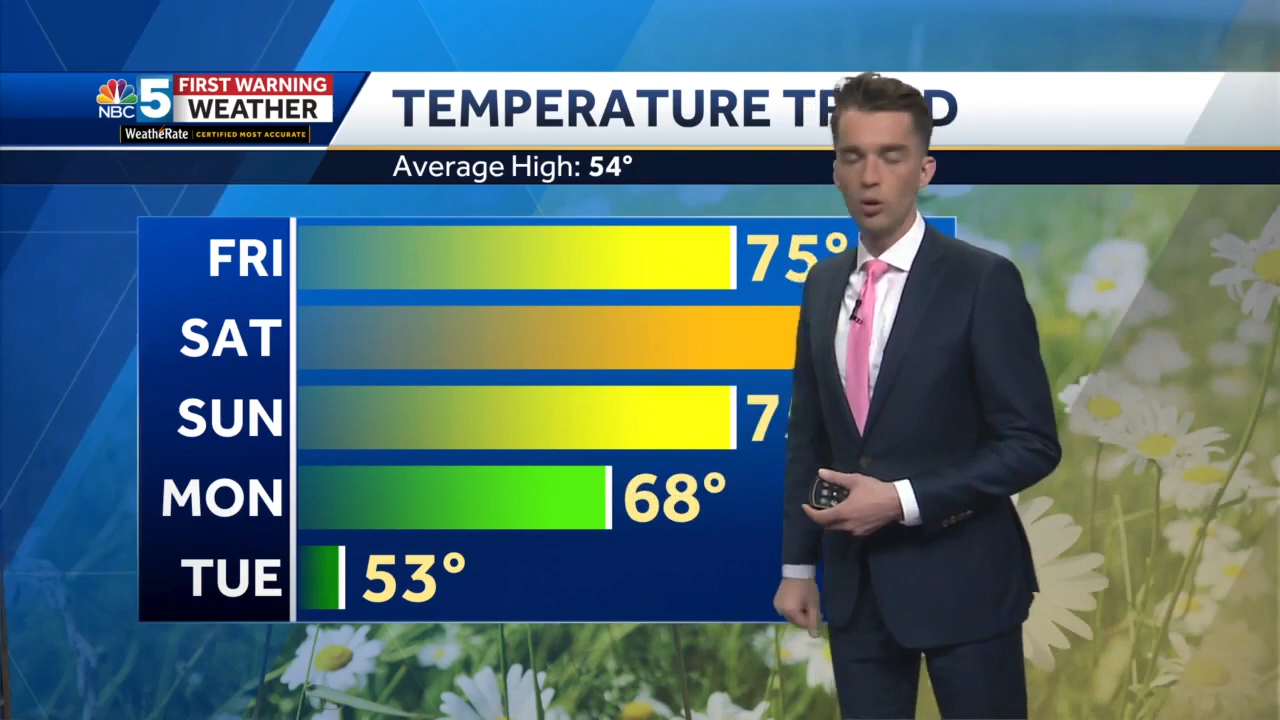 NBC 5 FIRST WARNING
WEATHER
WeatheRate | CERTIFIED MOST ACCURATE
TEMPERATURE
Average High: 54°
FRI 75°
SAT
SUN
MON 68°
TUE 53°